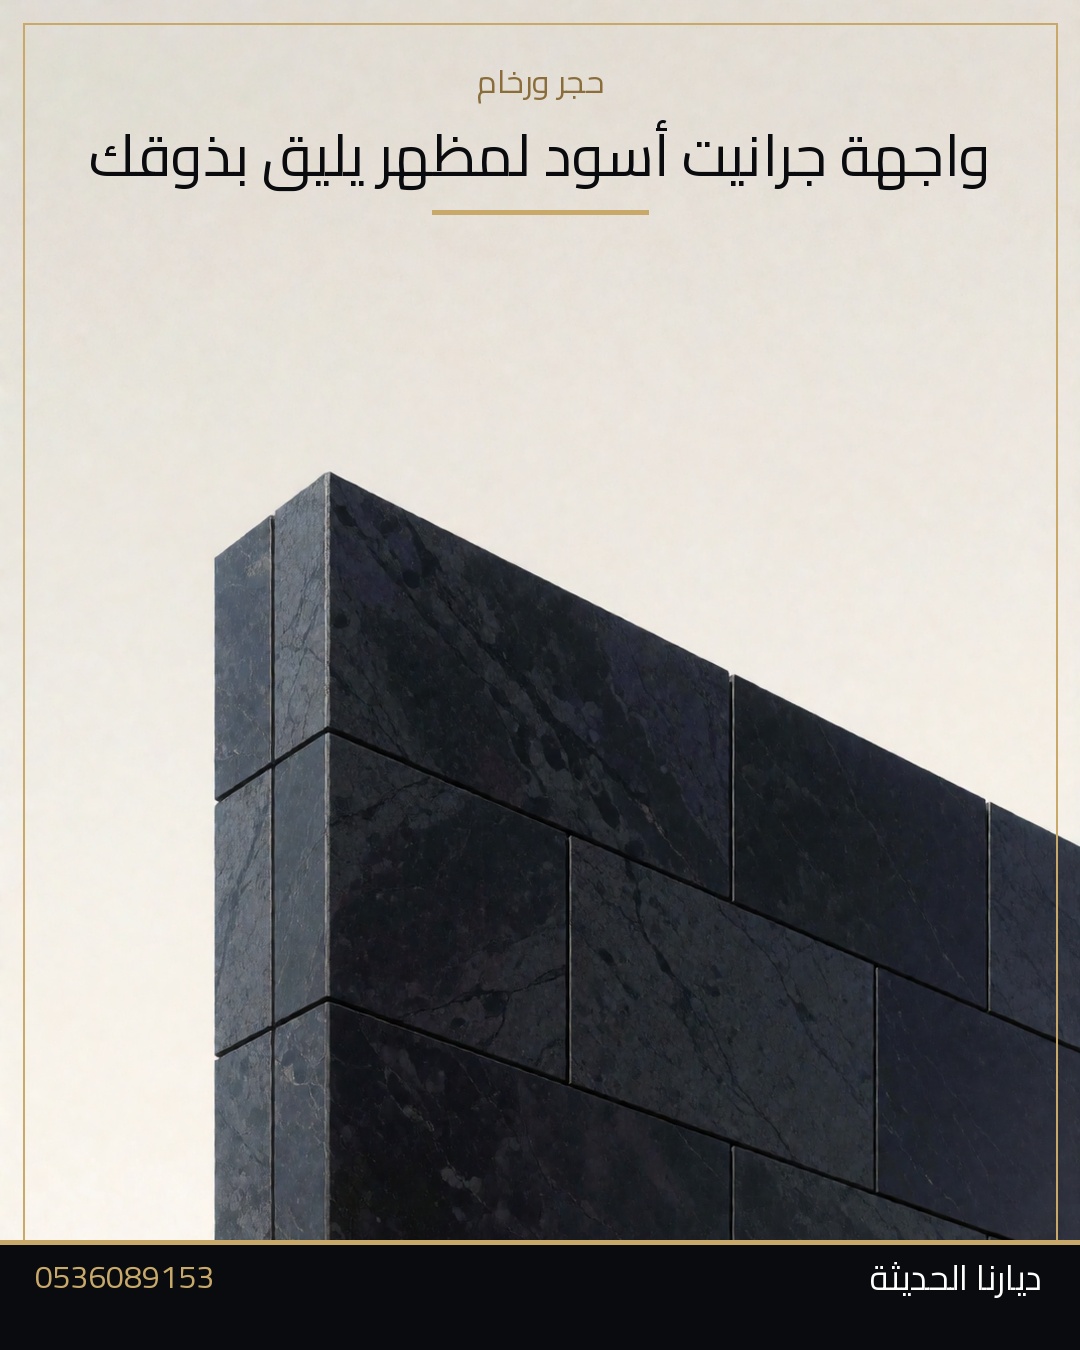 حجر ورخام
واجهة جرانيت أسود لمظهر يليق بذوقك
ديارنا الحديثة
0536089153